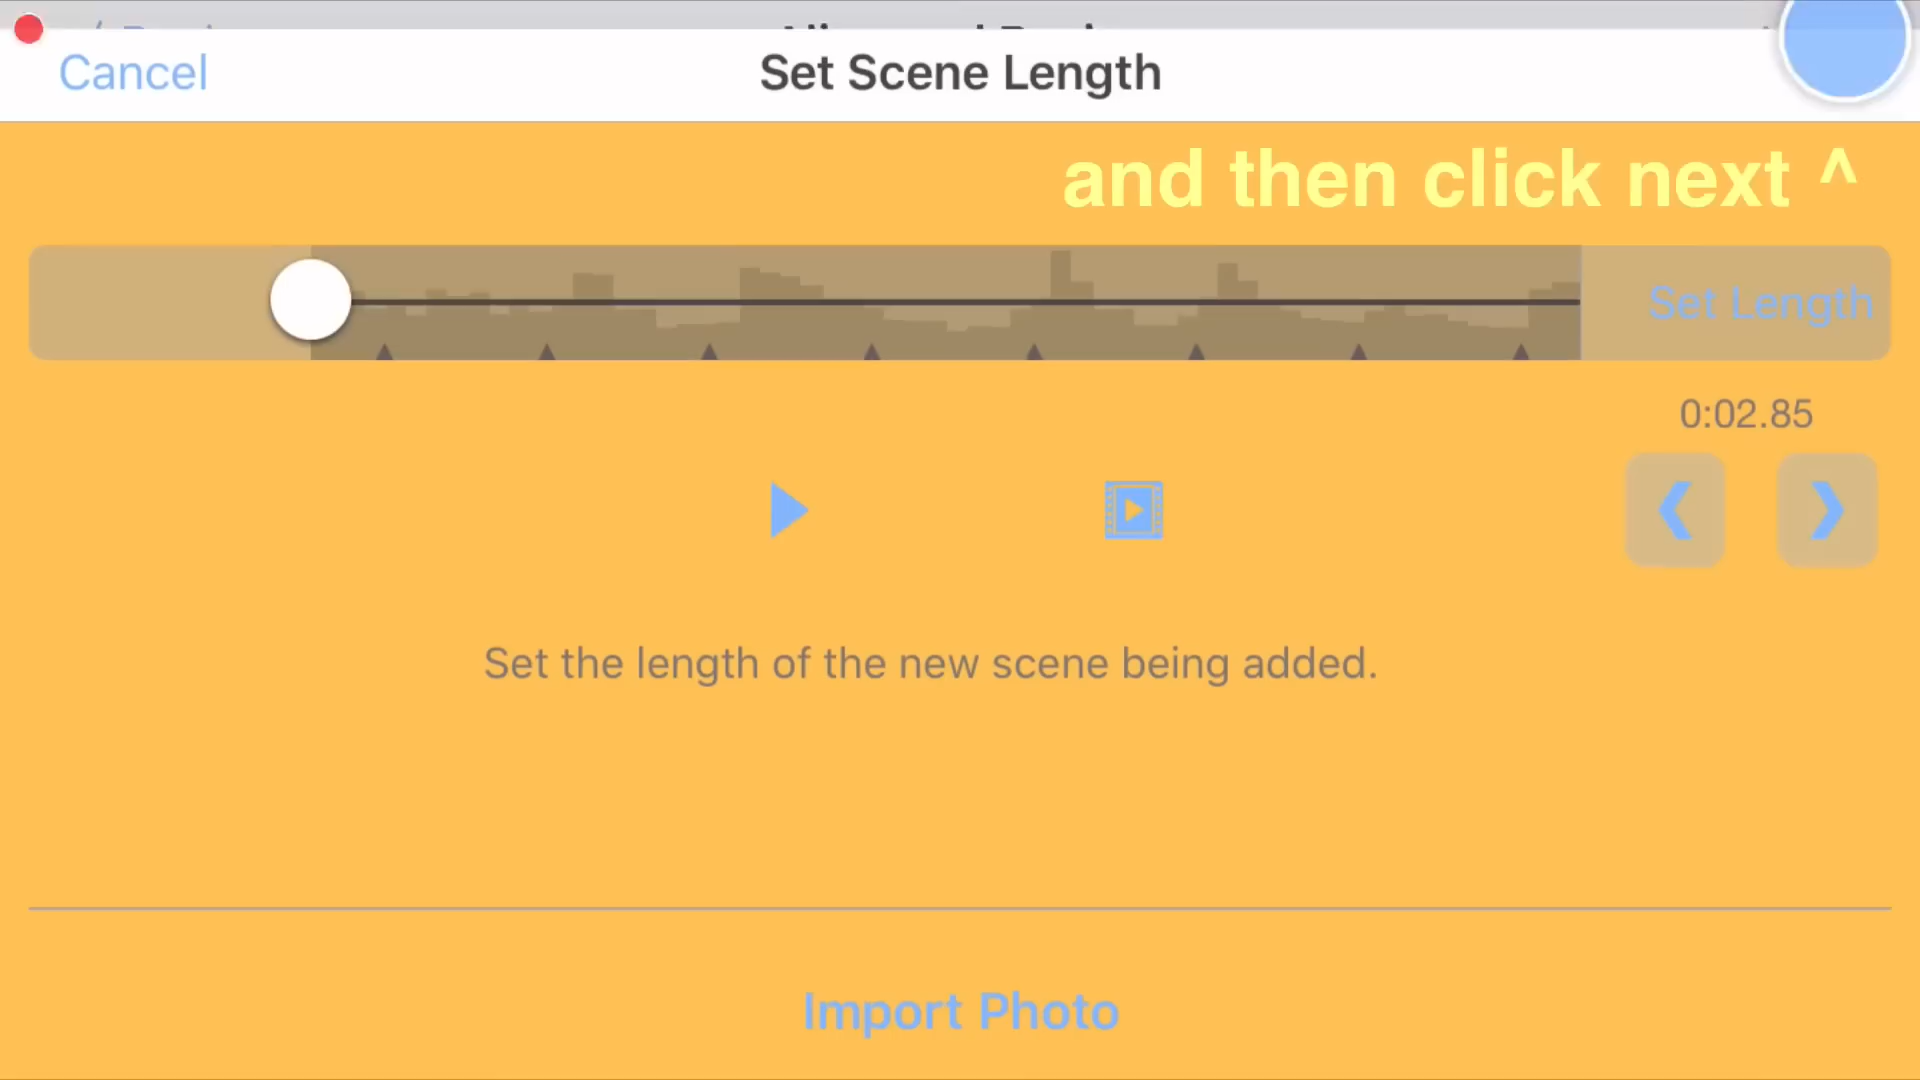 Cancel
Set Scene Length
and then click next ^
Set Length
0:02.85
Set the length of the new scene being added.
Import Photo